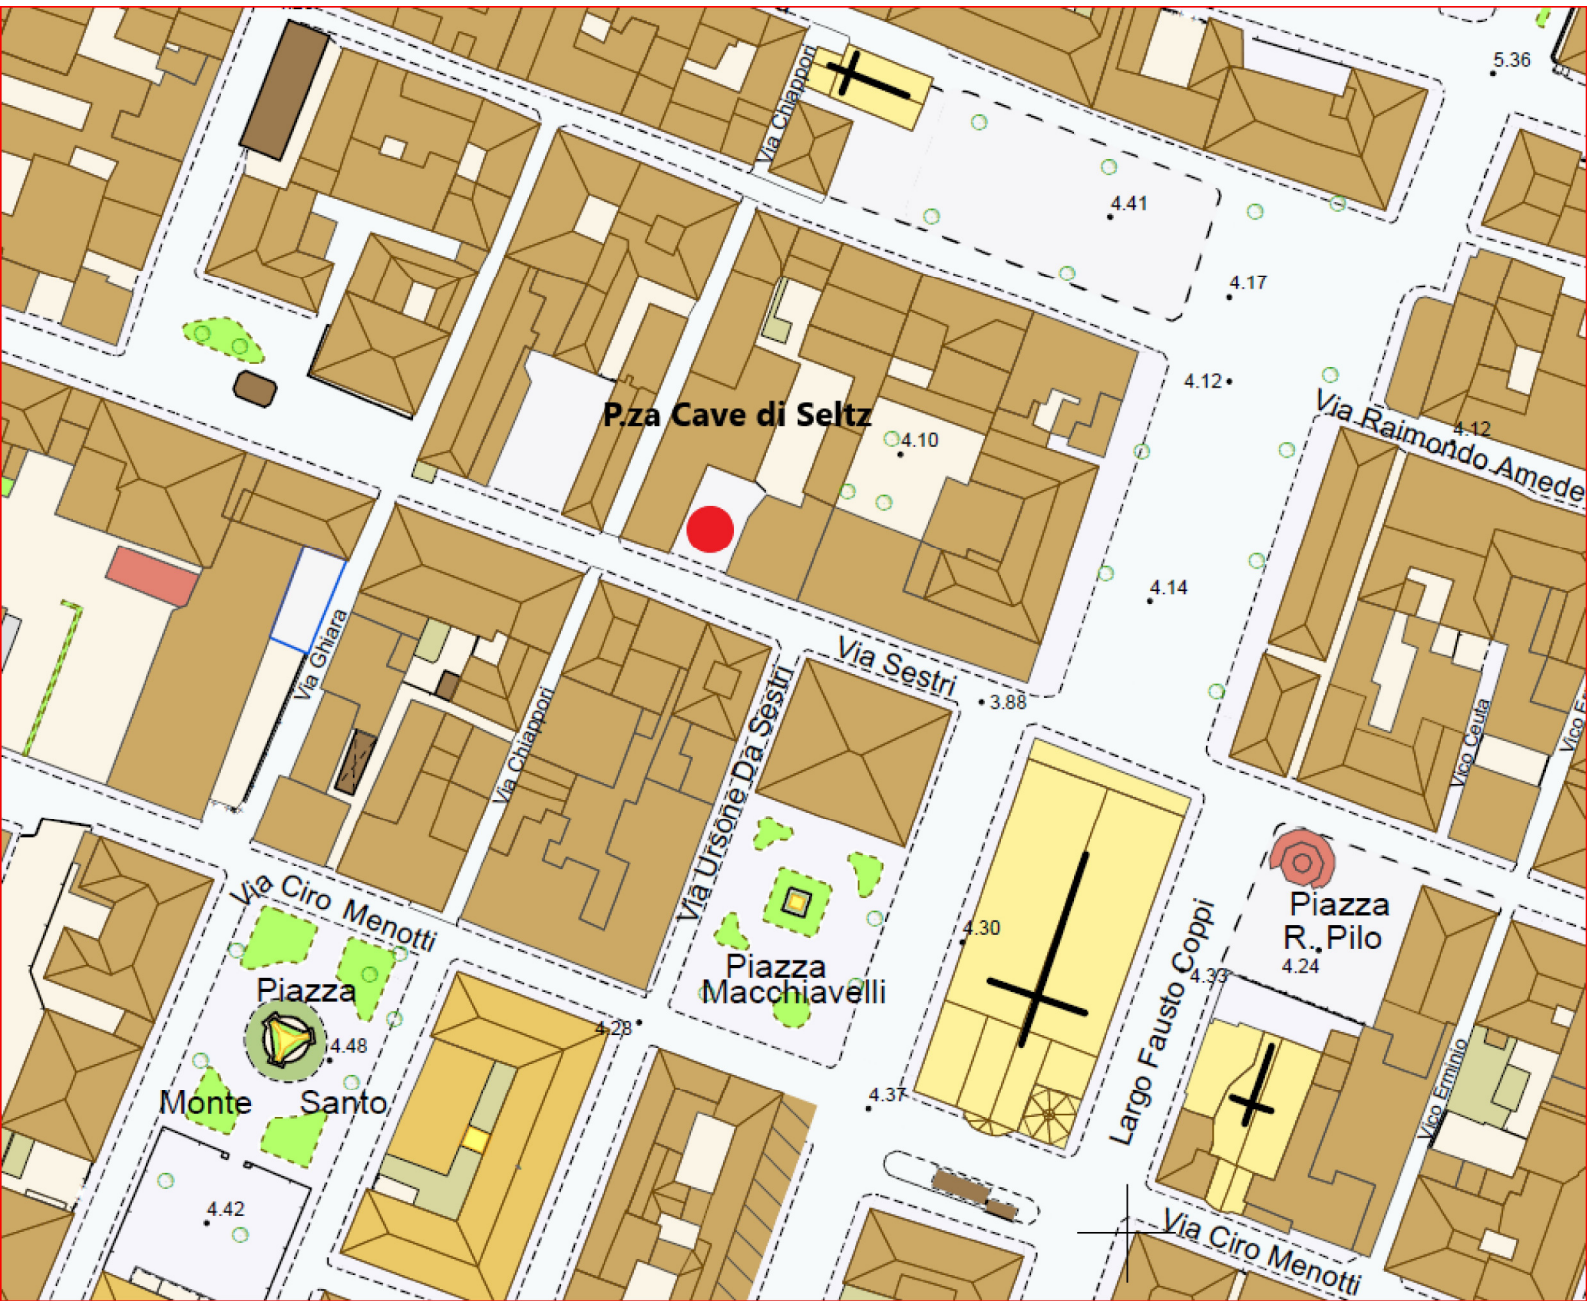 5.36
Via Chiappori
4.41
4.17
4.12
Via Raimondo Amede
4.12
P.za Cave di Seltz
4.10
4.14
Via Ghiara
Via Sestri
3.88
Via Chiappori
Via Ursone Da Sestri
Vico Ceuta
Vico E
Via Ciro Menotti
Piazza
R. Pilo
4.24
4.30
Largo Fausto Coppi
4.33
Piazza
Macchiavelli
Piazza
Monte Santo
4.48
4.28
4.37
Vico Erminio
4.42
Via Ciro Menotti